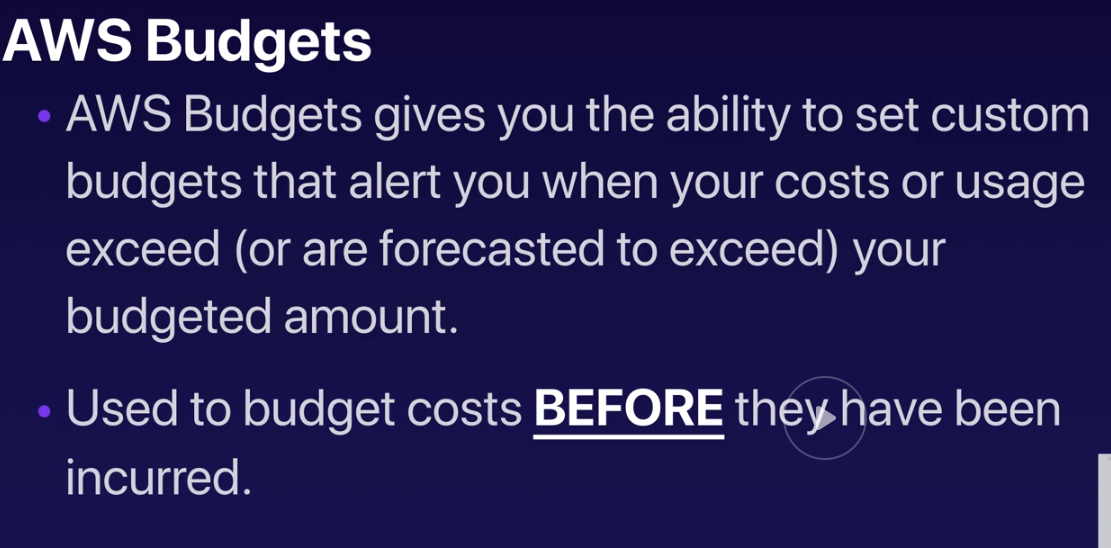 AWS Budgets
• AWS Budgets gives you the ability to set custom
budgets that alert you when your costs or usage
exceed (or are forecasted to exceed) your
budgeted amount.
• Used to budget costs BEFORE they have been
incurred.